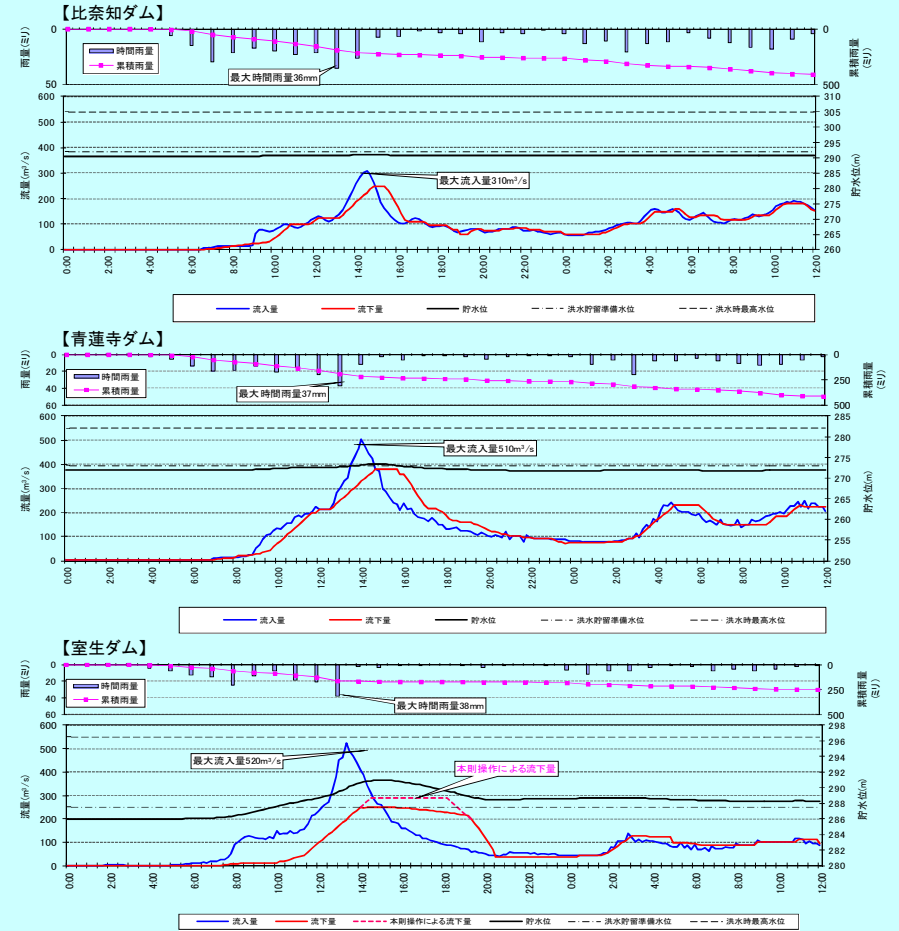 【比奈知ダム】
雨量(ミリ)
0
50
時間雨量
累積雨量
最大時間雨量36mm
0
500
累積雨量
(ミリ)
流量(m³/s)
600
500
400
300
200
100
0
最大流入量310m³/s
310
305
300
295
290
285
280
275
270
265
260
貯水位(m)
0:00
2:00
4:00
6:00
8:00
10:00
12:00
14:00
16:00
18:00
20:00
22:00
0:00
2:00
4:00
6:00
8:00
10:00
12:00
流入量
流下量
貯水位
洪水貯留準備水位
洪水時最高水位
【青蓮寺ダム】
雨量(ミリ)
0
20
40
60
時間雨量
累積雨量
最大時間雨量37mm
0
250
500
累積雨量
(ミリ)
流量(m³/s)
600
500
400
300
200
100
0
最大流入量510m³/s
285
280
275
270
265
260
255
250
貯水位(m)
0:00
2:00
4:00
6:00
8:00
10:00
12:00
14:00
16:00
18:00
20:00
22:00
0:00
2:00
4:00
6:00
8:00
10:00
12:00
流入量
流下量
貯水位
洪水貯留準備水位
洪水時最高水位
【室生ダム】
雨量(ミリ)
0
20
40
60
時間雨量
累積雨量
最大時間雨量38mm
0
250
500
累積雨量
(ミリ)
流量(m³/s)
600
500
400
300
200
100
0
最大流入量520m³/s
本則操作による流下量
298
296
294
292
290
288
286
284
282
280
貯水位(m)
0:00
2:00
4:00
6:00
8:00
10:00
12:00
14:00
16:00
18:00
20:00
22:00
0:00
2:00
4:00
6:00
8:00
10:00
12:00
流入量
流下量
本則操作による流下量
貯水位
洪水貯留準備水位
洪水時最高水位